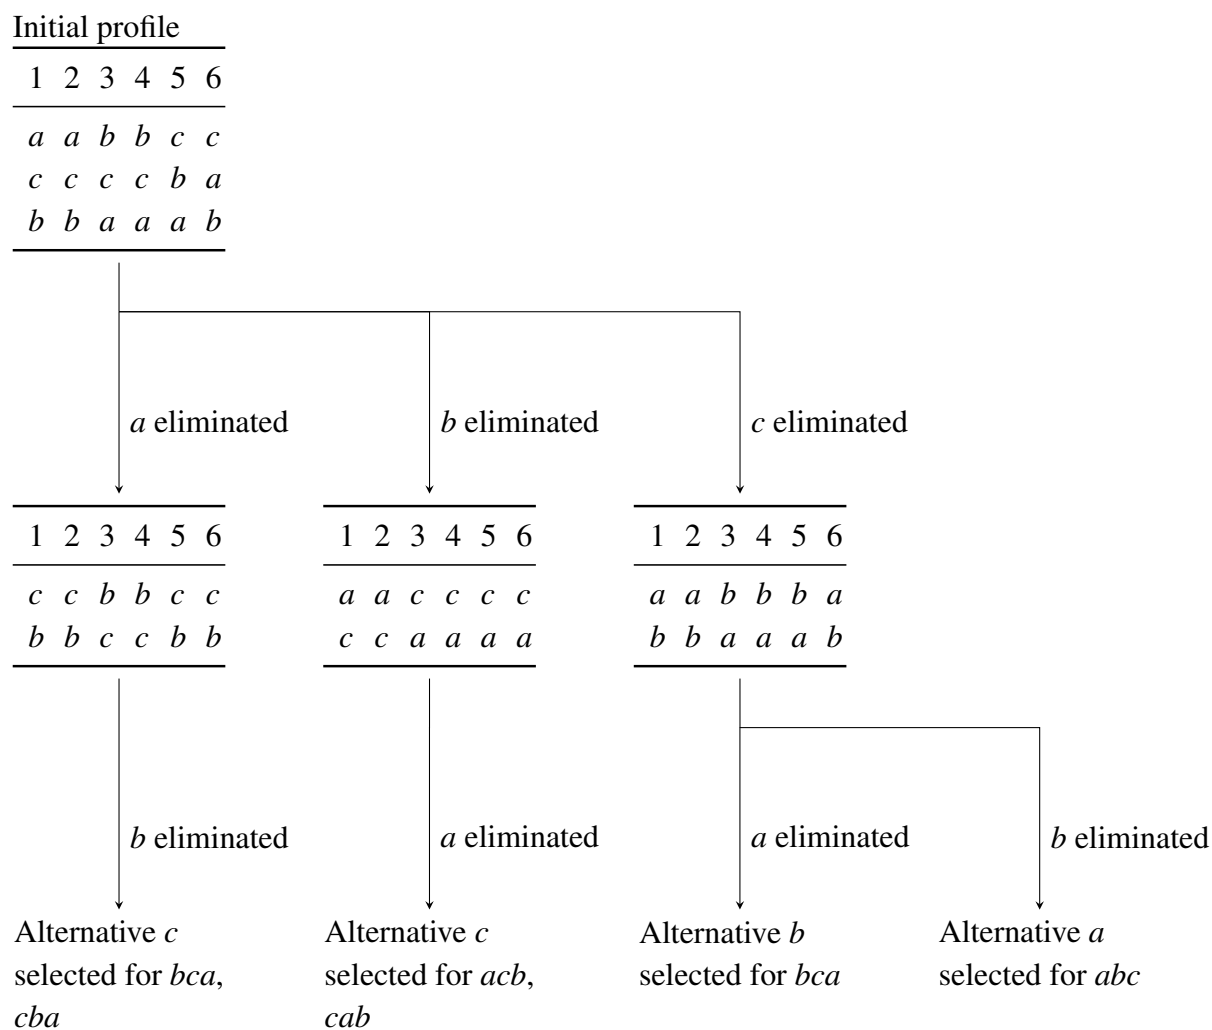 Initial profile
1 2 3 4 5 6
a a b b c c
c c c c b a
b b a a a b
a eliminated
b eliminated
c eliminated
1 2 3 4 5 6
c c b b c c
b b c c b b
1 2 3 4 5 6
a a c c c c
c c a a a a
1 2 3 4 5 6
a a b b b a
b b a a a b
b eliminated
a eliminated
a eliminated
b eliminated
Alternative c
selected for bca,
cba
Alternative c
selected for acb,
cab
Alternative b
selected for bca
Alternative a
selected for abc